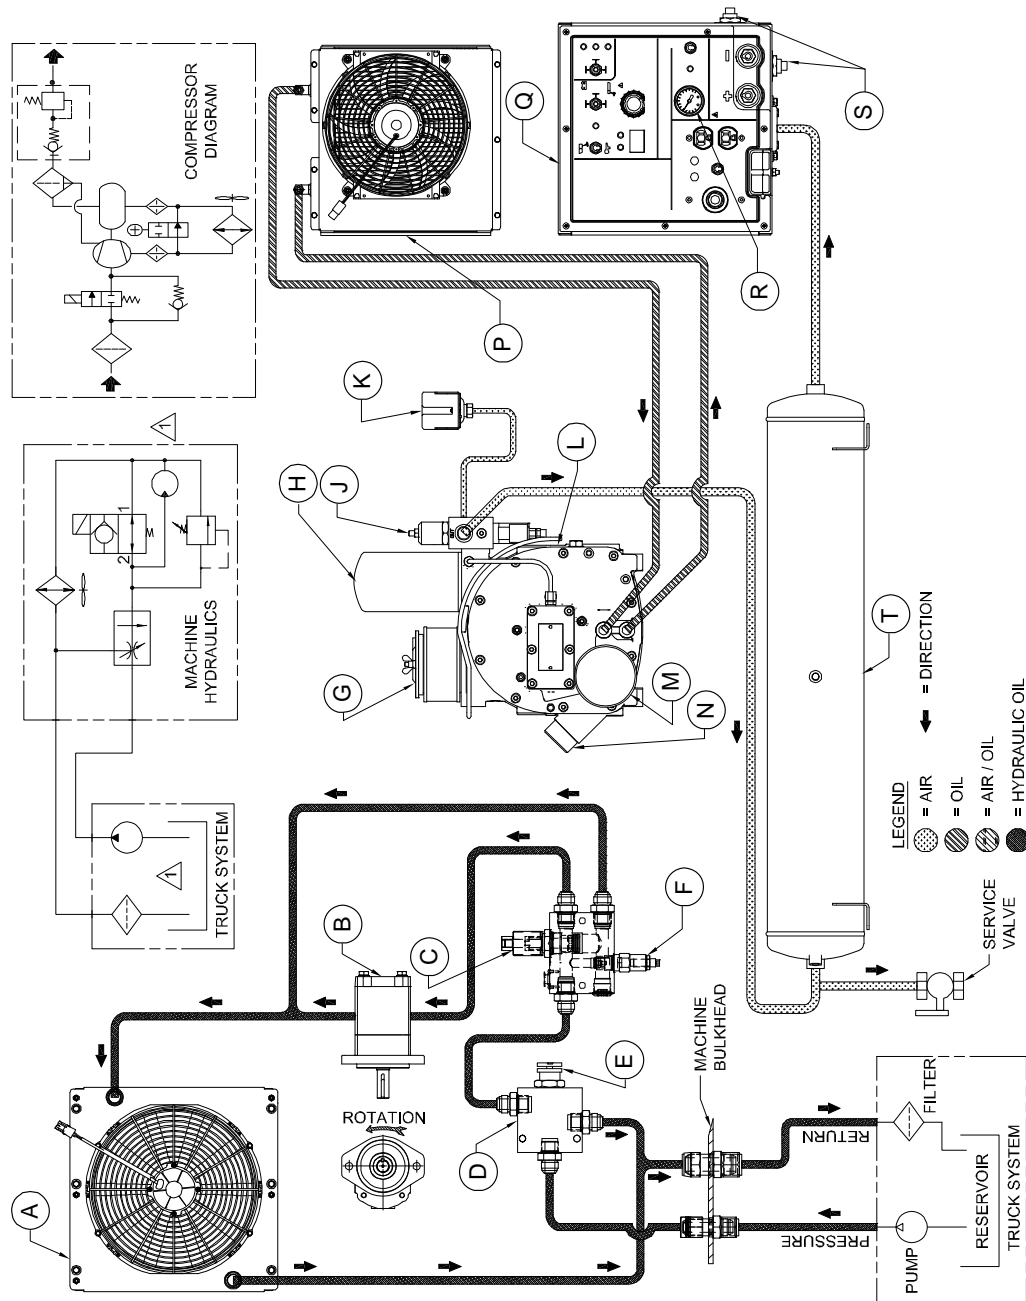 COMPRESSOR
DIAGRAM
MACHINE
HYDRAULICS
1
2
1
TRUCK SYSTEM
1
A
B
C
D
E
F
G
H
J
K
L
M
N
P
Q
R
S
T
+
−
ROTATION
MACHINE
BULKHEAD
RETURN
PRESSURE
FILTER
PUMP
RESERVOIR
TRUCK SYSTEM
SERVICE
VALVE
LEGEND
= AIR
= OIL
= AIR / OIL
= HYDRAULIC OIL
= DIRECTION